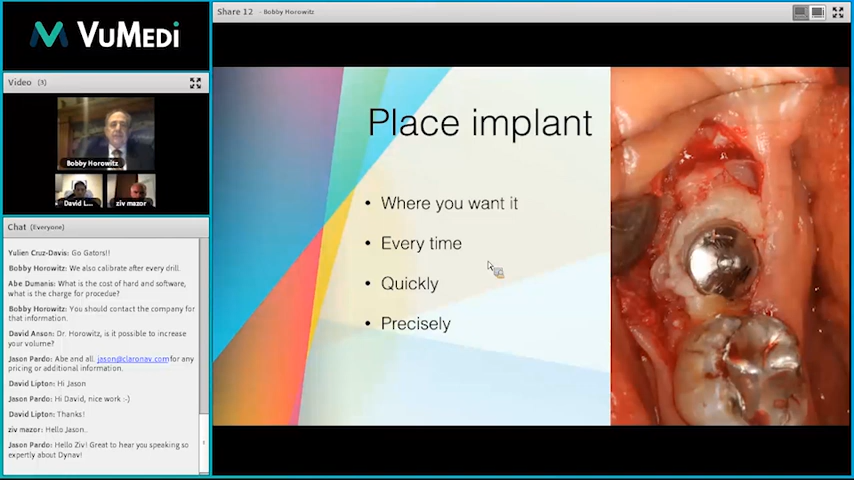 VuMedi
Share 12 - Bobby Horowitz
Video (3)
Bobby Horowitz
David L...
ziv mazor
Chat (Everyone)
Yulien Cruz-Davis: Go Gators!!
Bobby Horowitz: We also calibrate after every drill.
Abe Dumanis: What is the cost of hard and software,
what is the charge for procedue?
Bobby Horowitz: You should contact the company for
that information.
David Anson: Dr. Horowitz, is it possible to increase
your volume?
Jason Pardo: Abe and all. jason@claronav.comfor any
pricing or additional information.
David Lipton: Hi Jason
Jason Pardo: Hi David, nice work :-)
David Lipton: Thanks!
ziv mazor: Hello Jason..
Jason Pardo: Hello Ziv! Great to hear you speaking so
expertly about Dynav!
Place implant
• Where you want it
• Every time
• Quickly
• Precisely